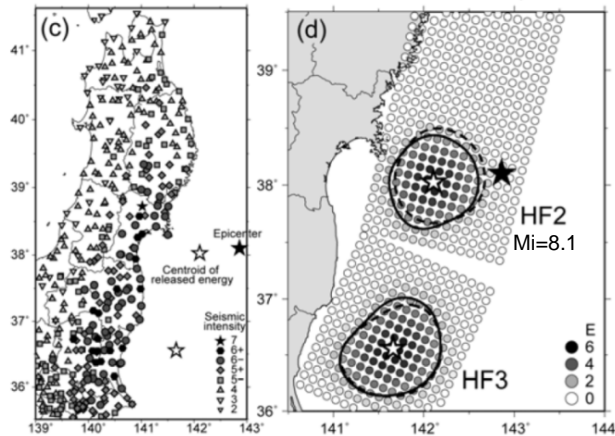 (c)
41°
40°
39°
38°
37°
36°
139 140 141 142 143
Epicenter
Centroid of
released energy
Seismic
intensity
7
6+
6−
5+
5−
4
3
2
(d)
39°
38°
37°
36°
141° 142° 143° 144
HF2
Mi=8.1
HF3
E
6
4
2
0